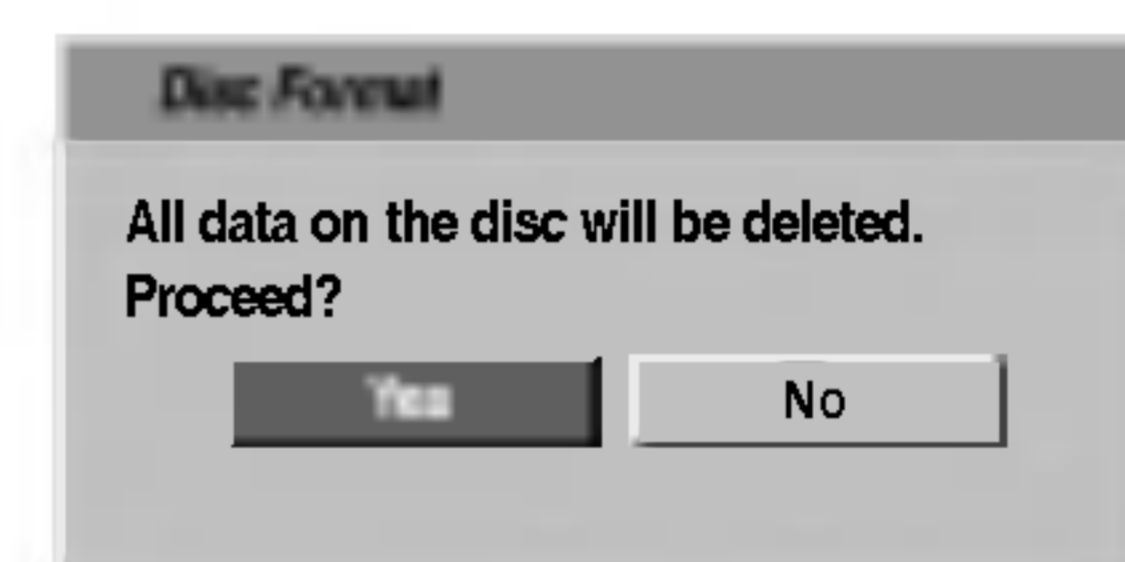 Disc Format
All data on the disc will be deleted.
Proceed?
Yes
No